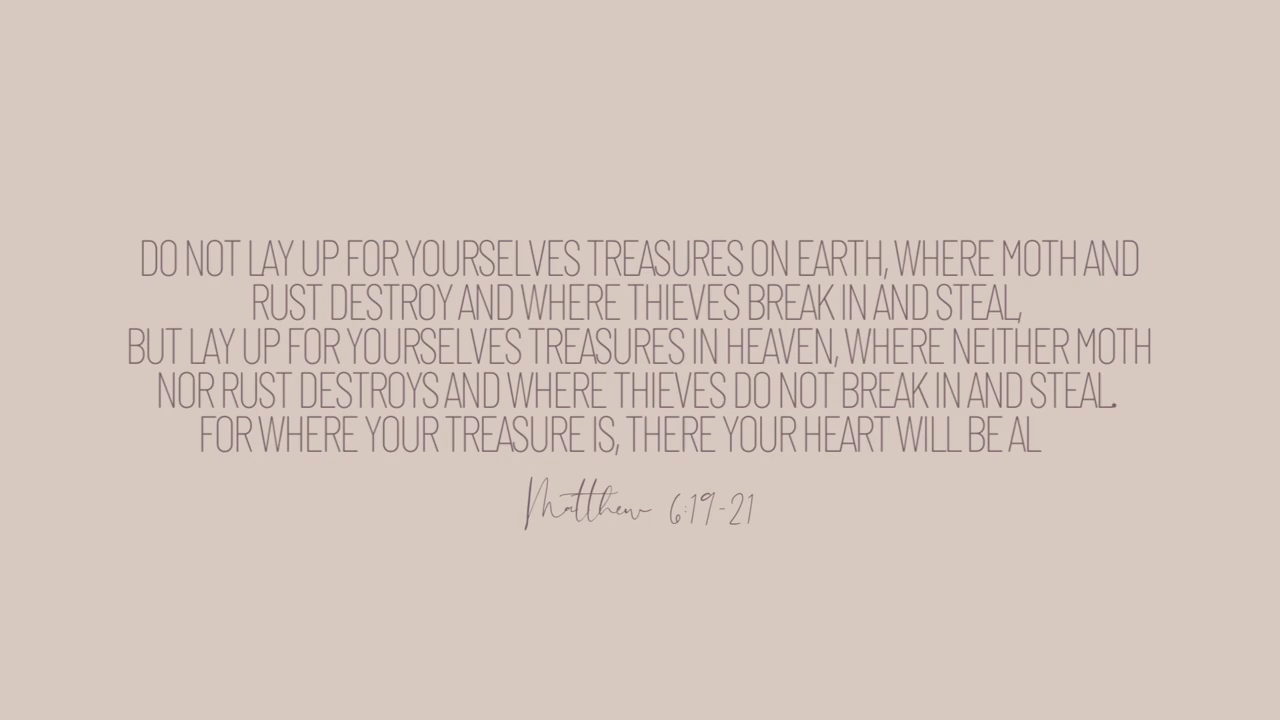 DO NOT LAY UP FOR YOURSELVES TREASURES ON EARTH, WHERE MOTH AND
RUST DESTROY AND WHERE THIEVES BREAK IN AND STEAL,
BUT LAY UP FOR YOURSELVES TREASURES IN HEAVEN, WHERE NEITHER MOTH
NOR RUST DESTROYS AND WHERE THIEVES DO NOT BREAK IN AND STEAL.
FOR WHERE YOUR TREASURE IS, THERE YOUR HEART WILL BE AL
Matthew 6:19-21